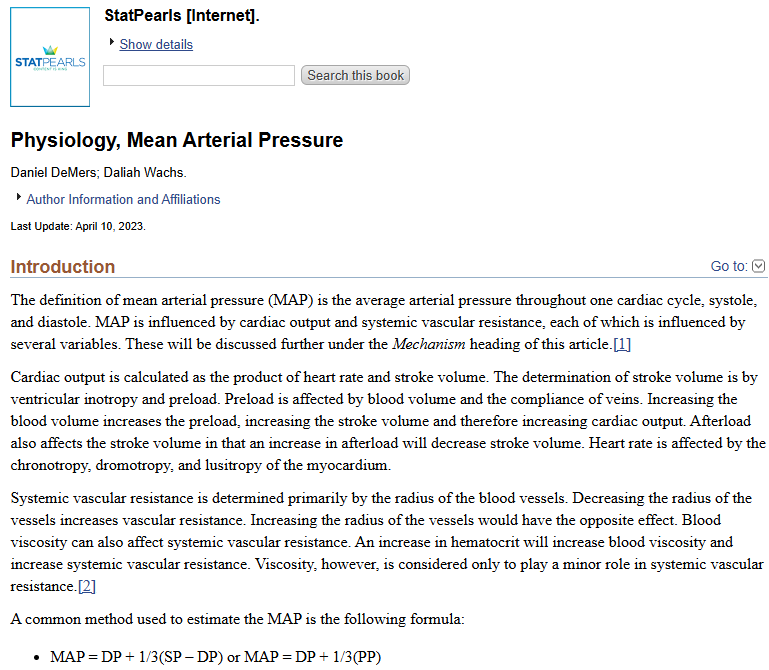 StatPearls [Internet].
Show details
STATPEARLS
Search this book
Physiology, Mean Arterial Pressure
Daniel DeMers; Daliah Wachs.
Author Information and Affiliations
Last Update: April 10, 2023.
Introduction
Go to:
The definition of mean arterial pressure (MAP) is the average arterial pressure throughout one cardiac cycle, systole,
and diastole. MAP is influenced by cardiac output and systemic vascular resistance, each of which is influenced by
several variables. These will be discussed further under the Mechanism heading of this article.[1]
Cardiac output is calculated as the product of heart rate and stroke volume. The determination of stroke volume is by
ventricular inotropy and preload. Preload is affected by blood volume and the compliance of veins. Increasing the
blood volume increases the preload, increasing the stroke volume and therefore increasing cardiac output. Afterload
also affects the stroke volume in that an increase in afterload will decrease stroke volume. Heart rate is affected by the
chronotropy, dromotropy, and lusitropy of the myocardium.
Systemic vascular resistance is determined primarily by the radius of the blood vessels. Decreasing the radius of the
vessels increases vascular resistance. Increasing the radius of the vessels would have the opposite effect. Blood
viscosity can also affect systemic vascular resistance. An increase in hematocrit will increase blood viscosity and
increase systemic vascular resistance. Viscosity, however, is considered only to play a minor role in systemic vascular
resistance.[2]
A common method used to estimate the MAP is the following formula:
• MAP = DP + 1/3(SP – DP) or MAP = DP + 1/3(PP)